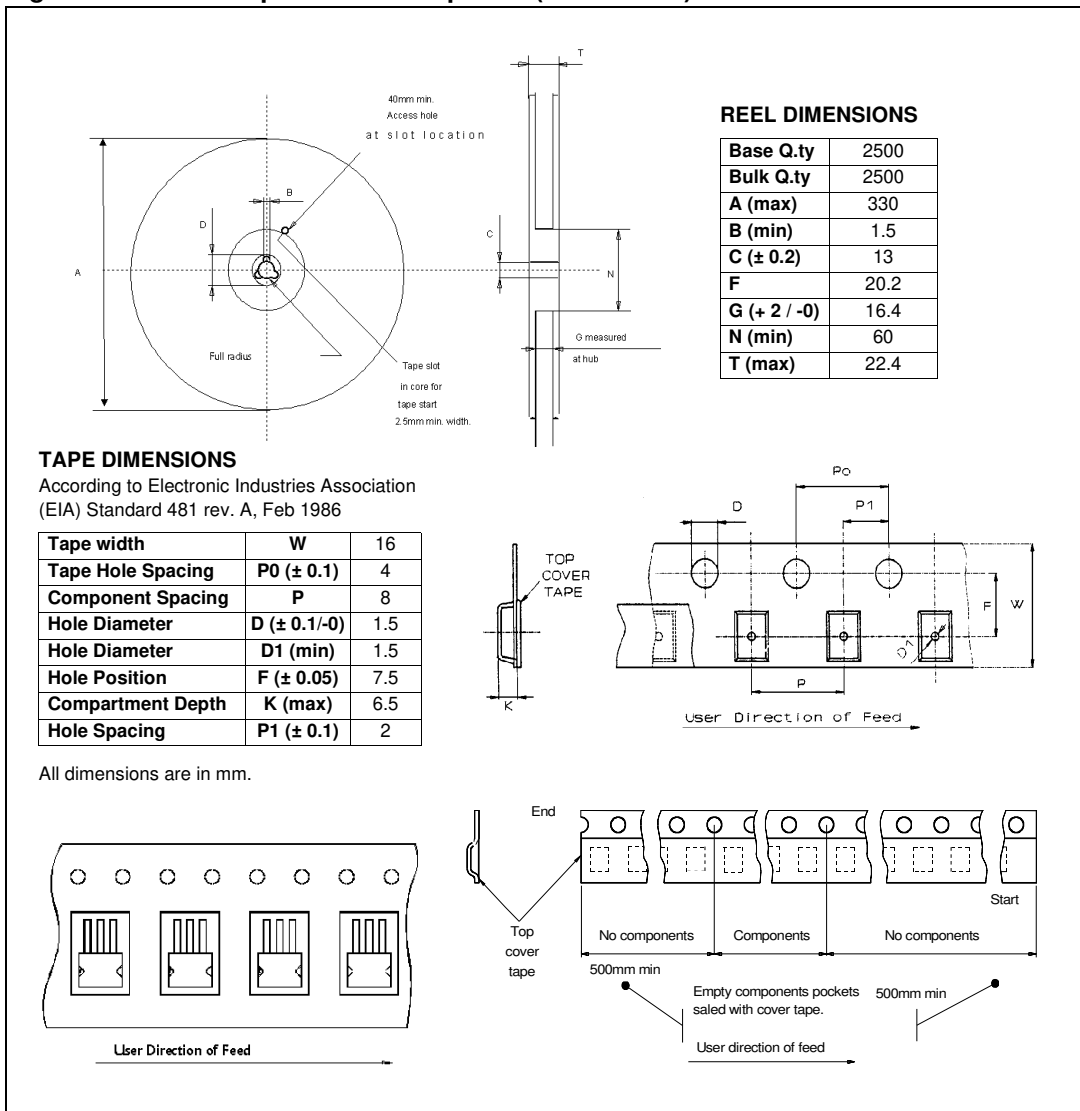 T
40mm min.
Access hole
at slot location
B
D
C
A
N
Full radius
G measured
at hub
Tape slot
in core for
tape start
2.5mm min. width.
REEL DIMENSIONS
Base Q.ty 2500
Bulk Q.ty 2500
A (max) 330
B (min) 1.5
C (± 0.2) 13
F 20.2
G (+ 2 / -0) 16.4
N (min) 60
T (max) 22.4
TAPE DIMENSIONS
According to Electronic Industries Association
(EIA) Standard 481 rev. A, Feb 1986
Tape width W 16
Tape Hole Spacing P0 (± 0.1) 4
Component Spacing P 8
Hole Diameter D (± 0.1/-0) 1.5
Hole Diameter D1 (min) 1.5
Hole Position F (± 0.05) 7.5
Compartment Depth K (max) 6.5
Hole Spacing P1 (± 0.1) 2
All dimensions are in mm.
Po
D
P1
TOP
COVER
TAPE
F
W
D1
K
P
User Direction of Feed
User Direction of Feed
End
Start
Top
cover
tape
No components
Components
No components
500mm min
Empty components pockets
saled with cover tape.
500mm min
User direction of feed